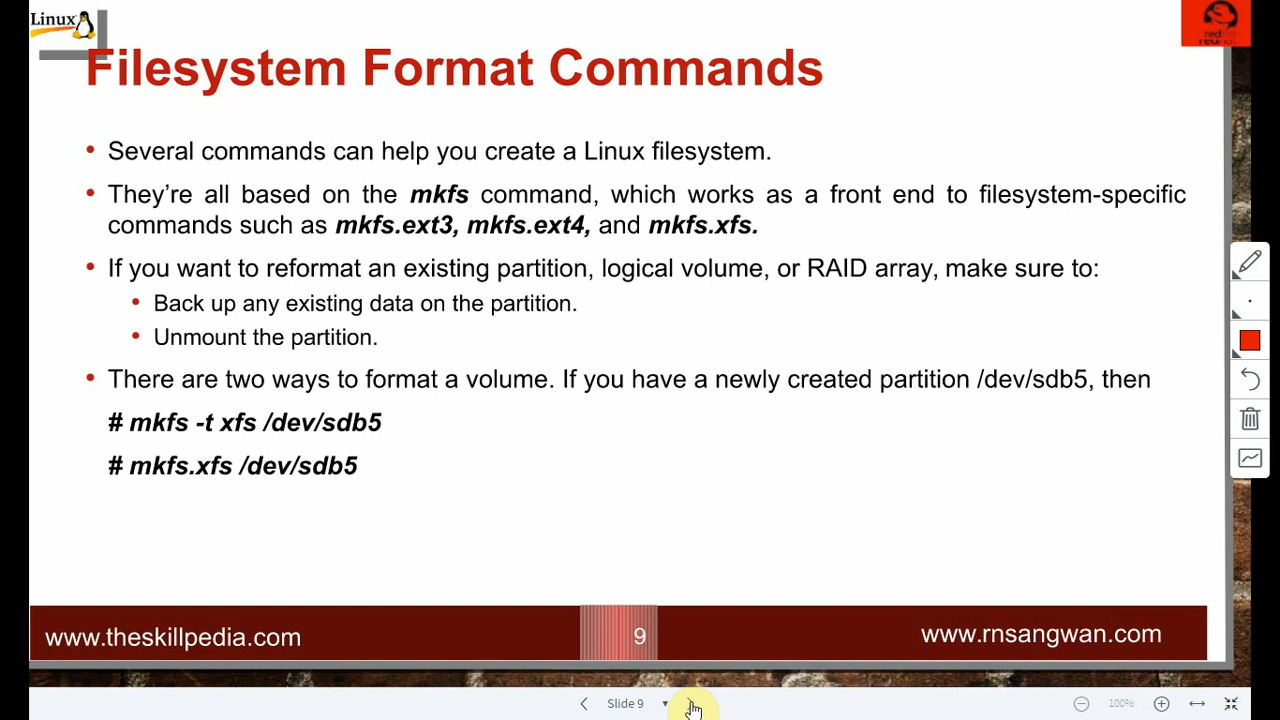 Linux
Filesystem Format Commands
• Several commands can help you create a Linux filesystem.
• They're all based on the mkfs command, which works as a front end to filesystem-specific
commands such as mkfs.ext3, mkfs.ext4, and mkfs.xfs.
• If you want to reformat an existing partition, logical volume, or RAID array, make sure to:
• Back up any existing data on the partition.
• Unmount the partition.
• There are two ways to format a volume. If you have a newly created partition /dev/sdb5, then
# mkfs -t xfs /dev/sdb5
# mkfs.xfs /dev/sdb5
www.theskillpedia.com
9
www.rnsangwan.com
Slide 9
100%